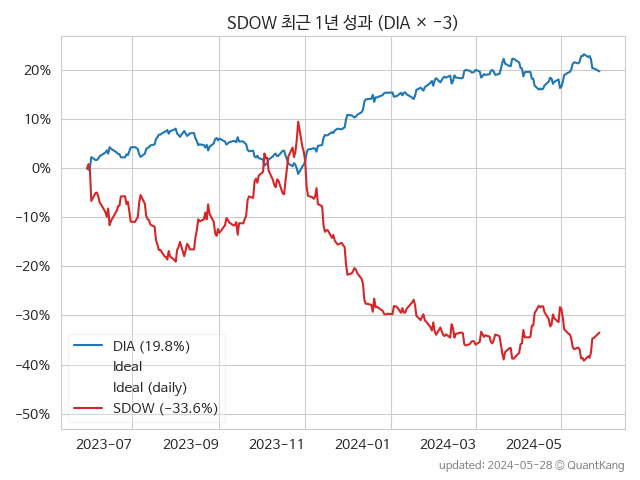 SDOW 최근 1년 성과 (DIA × −3)
20%
10%
0%
−10%
−20%
−30%
−40%
−50%
DIA (19.8%)
Ideal
Ideal (daily)
SDOW (−33.6%)
2023−07 2023−09 2023−11 2024−01 2024−03 2024−05
updated: 2024−05−28 © QuantKang